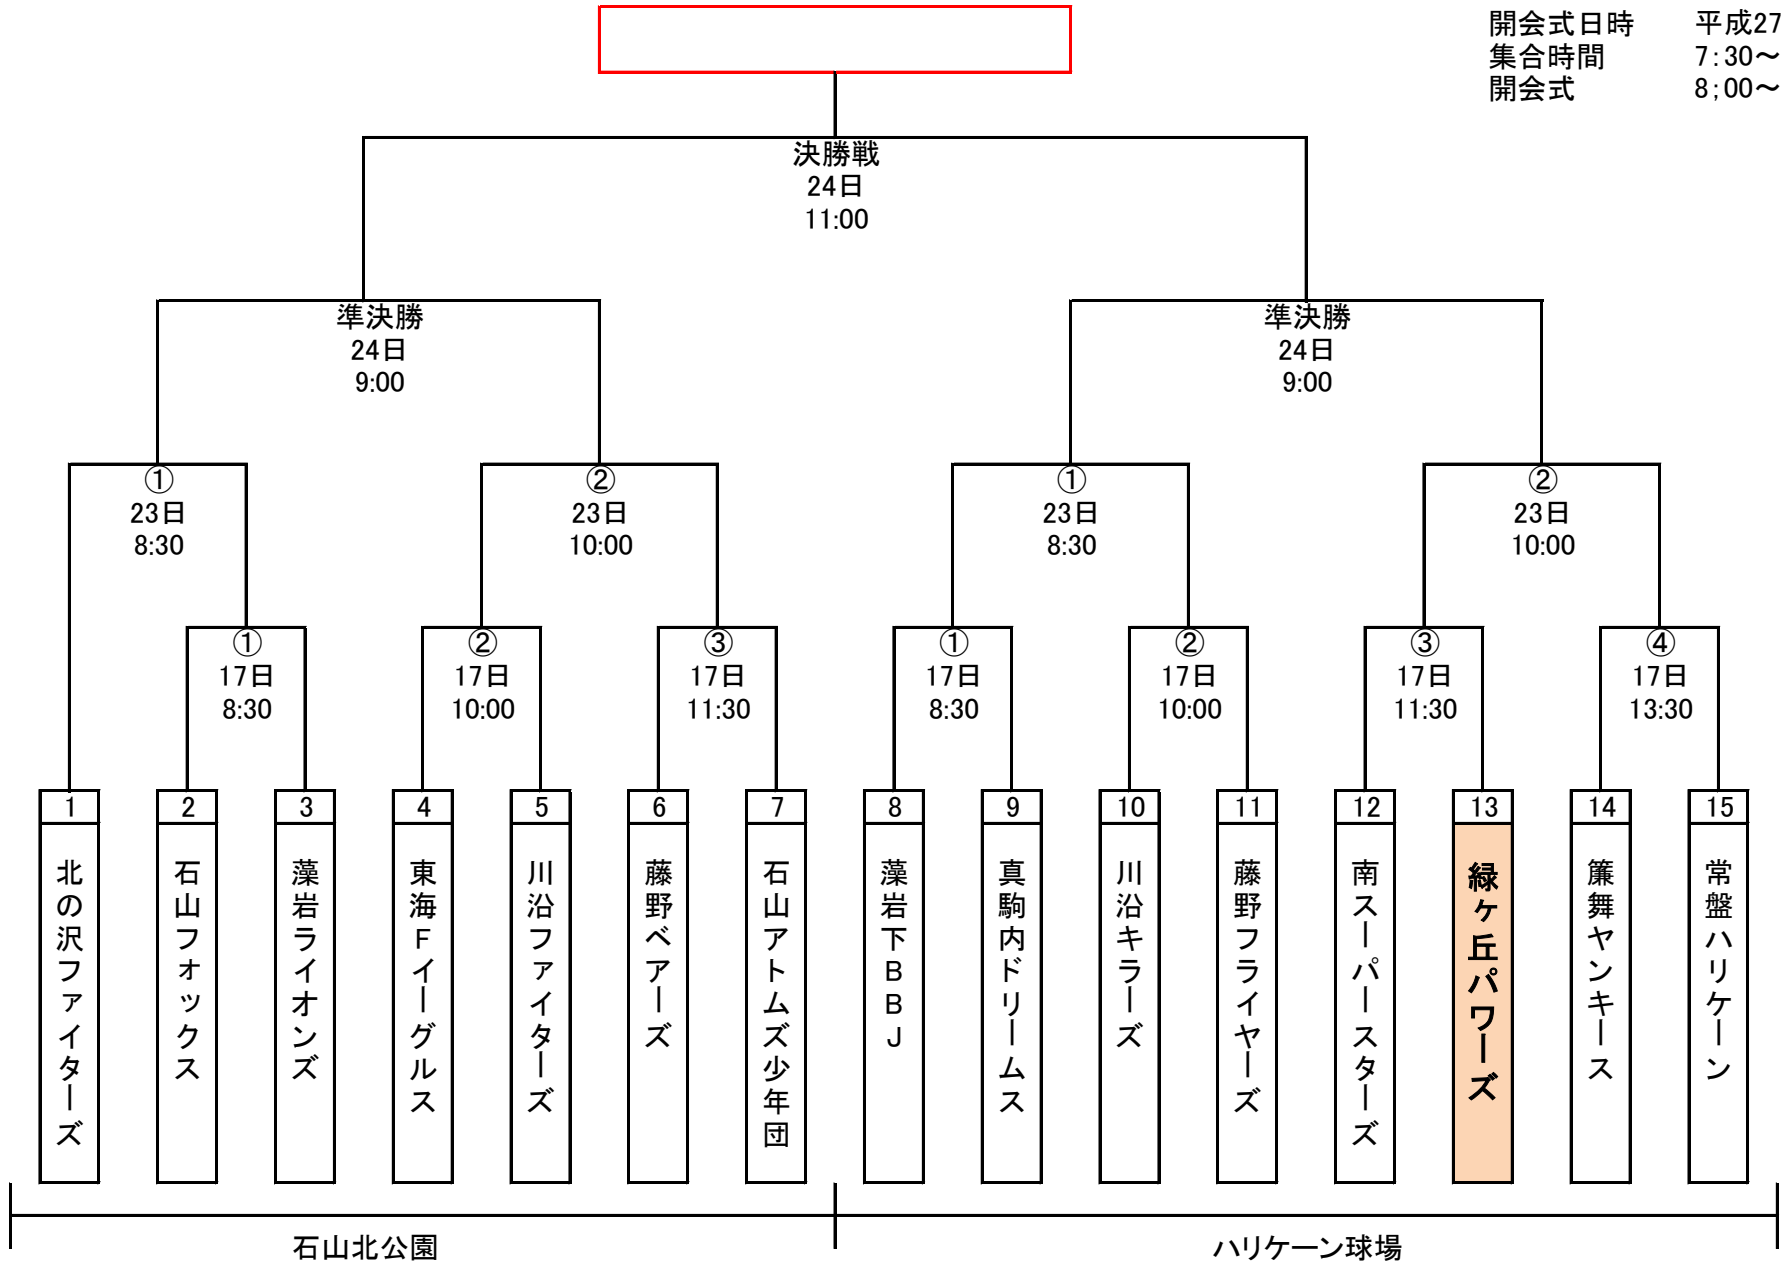 開会式日時 平成27
集合時間 7:30～
開会式 8;00～
決勝戦
24日
11:00
準決勝
24日
9:00
準決勝
24日
9:00
①
23日
8:30
②
23日
10:00
①
23日
8:30
②
23日
10:00
①
17日
8:30
②
17日
10:00
③
17日
11:30
①
17日
8:30
②
17日
10:00
③
17日
11:30
④
17日
13:30
1
北の沢ファイターズ
2
石山フォックス
3
藻岩ライオンズ
4
東海Fイーグルス
5
川沿ファイターズ
6
藤野ベアーズ
7
石山アトムズ少年団
8
藻岩下BBJ
9
真駒内ドリームス
10
川沿キラーズ
11
藤野フライヤーズ
12
南スーパースターズ
13
緑ヶ丘パワーズ
14
簾舞ヤンキース
15
常盤ハリケーン
石山北公園
ハリケーン球場